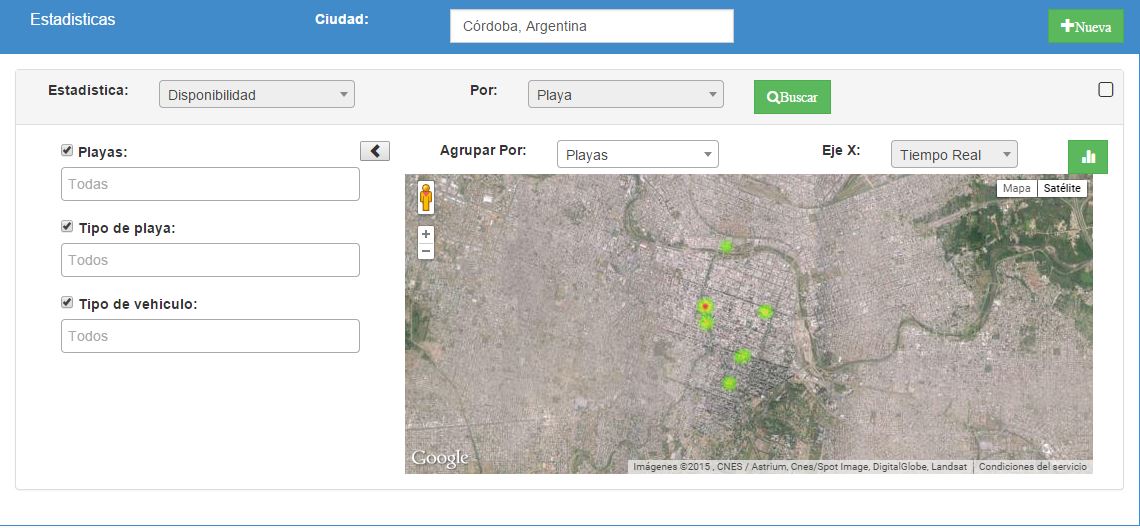 Estadisticas
Ciudad:
Córdoba, Argentina
Nueva
Estadistica:
Disponibilidad
Por:
Playa
Buscar
Playas:
Todas
Tipo de playa:
Todos
Tipo de vehiculo:
Todos
Agrupar Por:
Playas
Eje X:
Tiempo Real
Mapa
Satélite
Google
Imágenes ©2015 , CNES / Astrium, Cnes/Spot Image, DigitalGlobe, Landsat
Condiciones del servicio